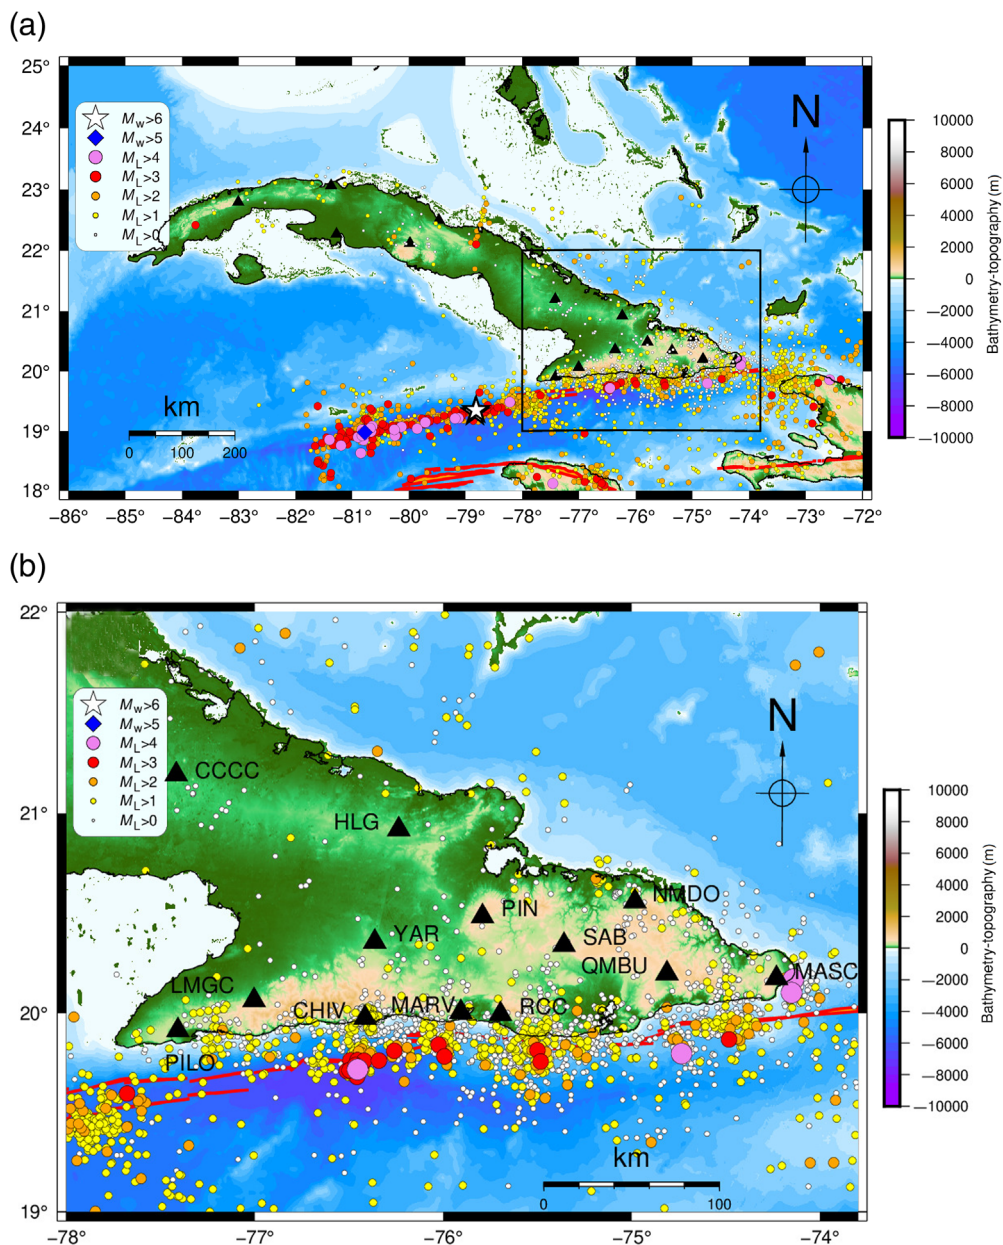 (a)
25°
24°
23°
22°
21°
20°
19°
18°
Mw>6
Mw>5
ML>4
ML>3
ML>2
ML>1
ML>0
N
km
0 100 200
−86° −85° −84° −83° −82° −81° −80° −79° −78° −77° −76° −75° −74° −73° −72°
10000
8000
6000
4000
2000
0
−2000
−4000
−6000
−8000
−10000
Bathymetry-topography (m)
(b)
22°
21°
20°
19°
Mw>6
Mw>5
ML>4
ML>3
ML>2
ML>1
ML>0
N
CCCC
HLG
NMDO
PIN
YAR
SAB
QMBU
MASC
LMGC
CHIV
MARV
RCC
PILO
km
0 100
−78° −77° −76° −75° −74°
10000
8000
6000
4000
2000
0
−2000
−4000
−6000
−8000
−10000
Bathymetry-topography (m)